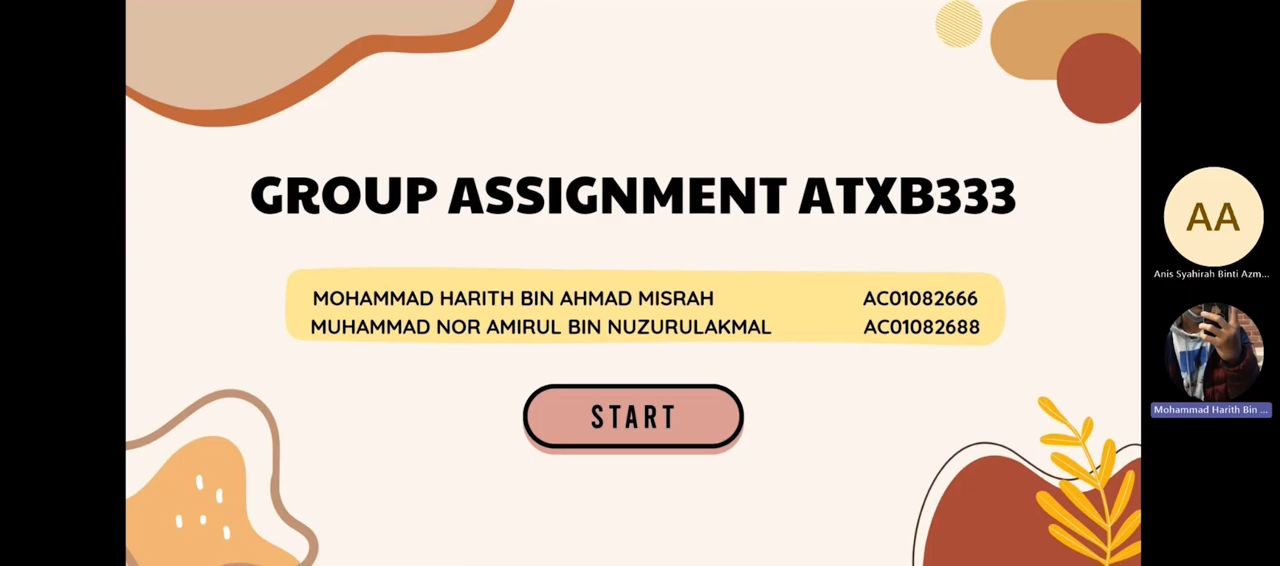 GROUP ASSIGNMENT ATXB333
MOHAMMAD HARITH BIN AHMAD MISRAH AC01082666
MUHAMMAD NOR AMIRUL BIN NUZURULAKMAL AC01082688
START
AA
Anis Syahirah Binti Azm...
Mohammad Harith Bin ...